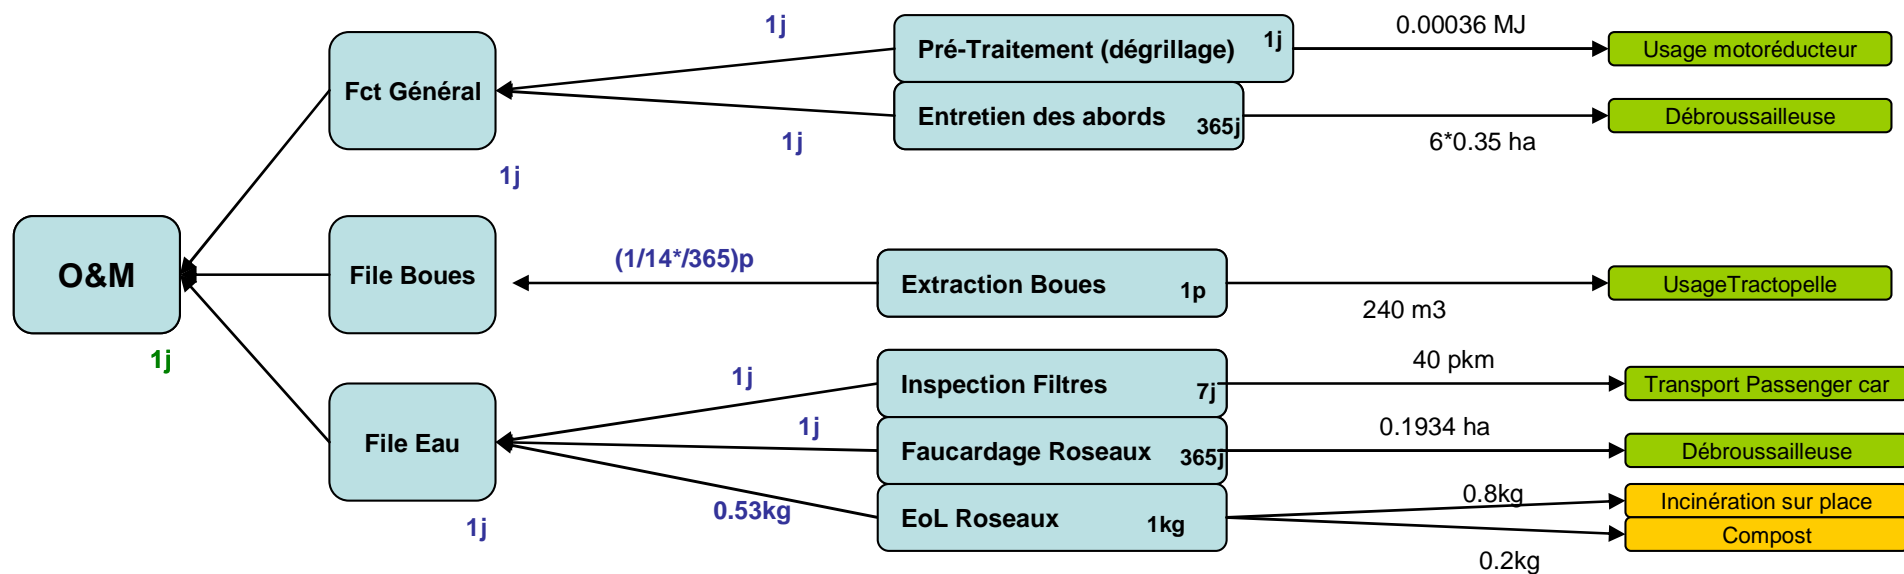 1j
0.00036 MJ
Pré-Traitement (dégrillage) 1j
Usage motoréducteur
Fct Général
Entretien des abords 365j
Débroussailleuse
1j
6*0.35 ha
1j
O&M
File Boues
(1/14*/365)p
Extraction Boues 1p
UsageTractopelle
240 m3
1j
40 pkm
1j
Inspection Filtres 7j
Transport Passenger car
File Eau
1j
0.1934 ha
Faucardage Roseaux 365j
Débroussailleuse
0.53kg
0.8kg
Incinération sur place
1j
EoL Roseaux 1kg
Compost
0.2kg